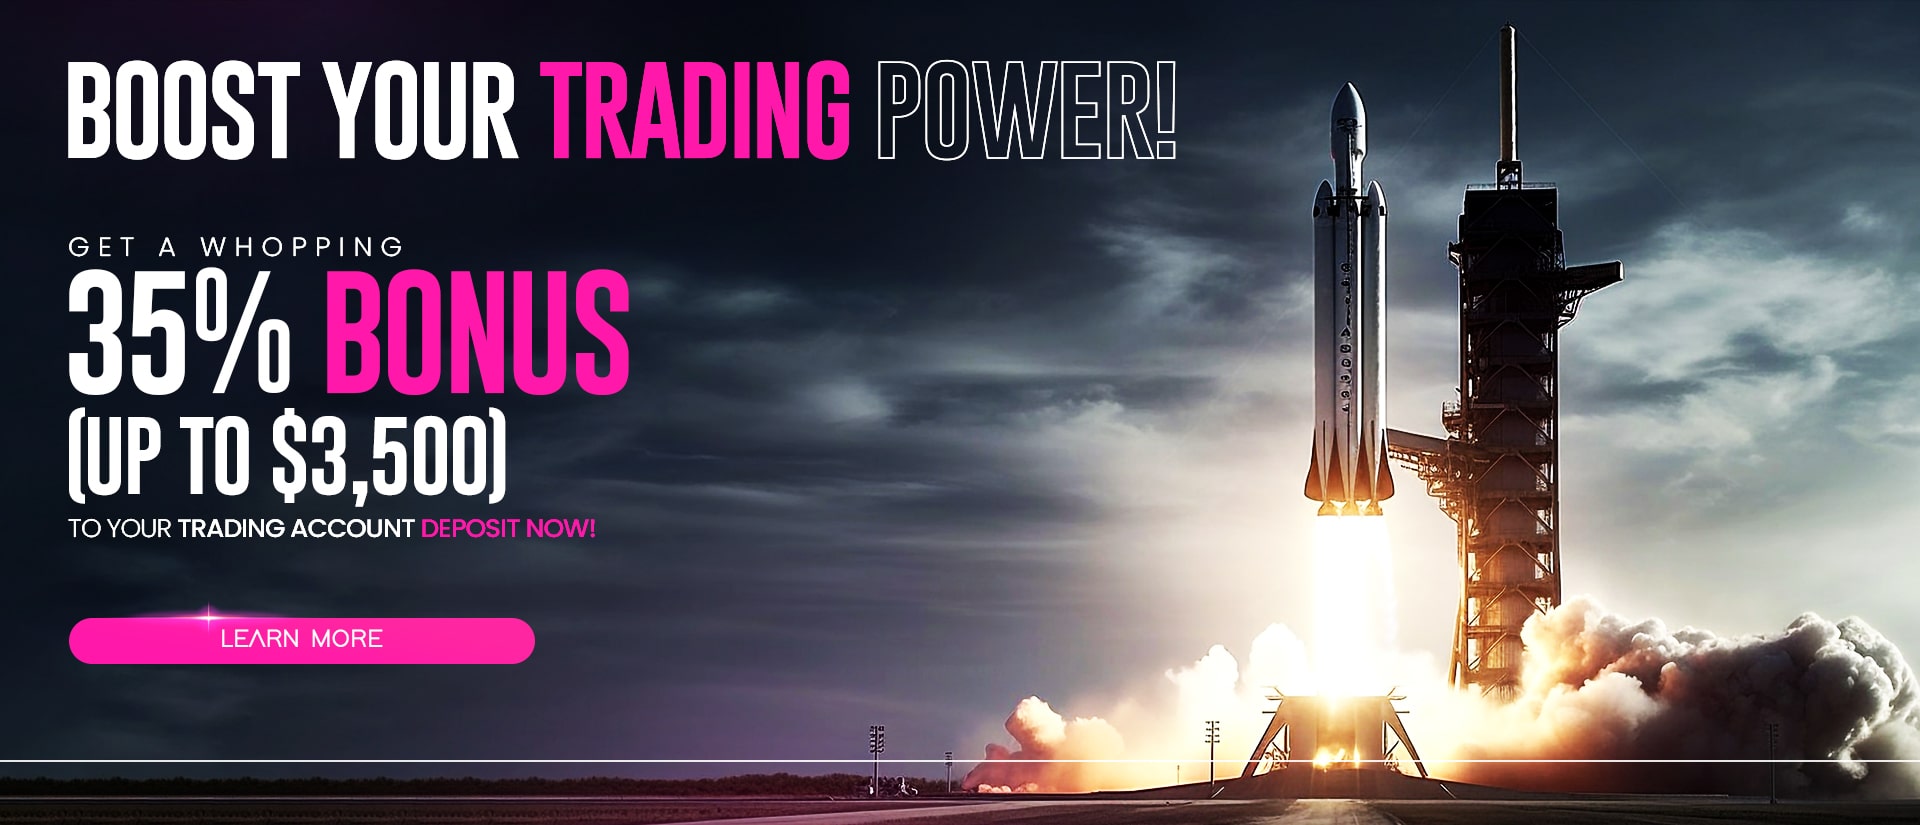 BOOST YOUR TRADING POWER!
GET A WHOPPING
35% BONUS
(UP TO $3,500)
TO YOUR TRADING ACCOUNT DEPOSIT NOW!
LEARN MORE